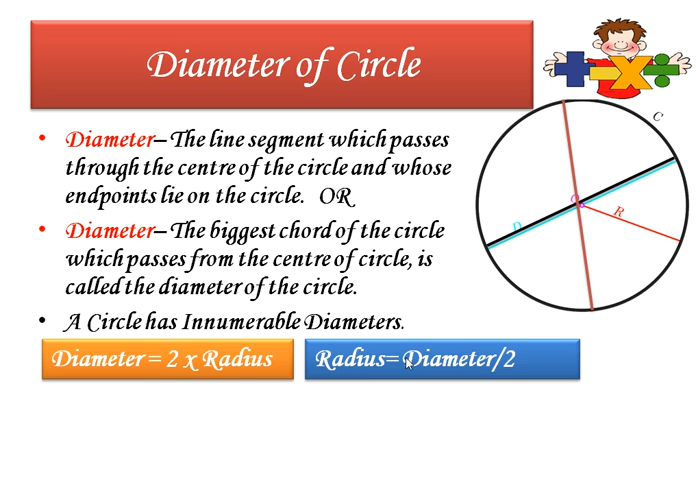 Diameter of Circle
• Diameter– The line segment which passes
through the centre of the circle and whose
endpoints lie on the circle. OR
• Diameter– The biggest chord of the circle
which passes from the centre of circle, is
called the diameter of the circle.
• A Circle has Innumerable Diameters.
Diameter = 2 x Radius
Radius= Diameter/2
C
O
D
R